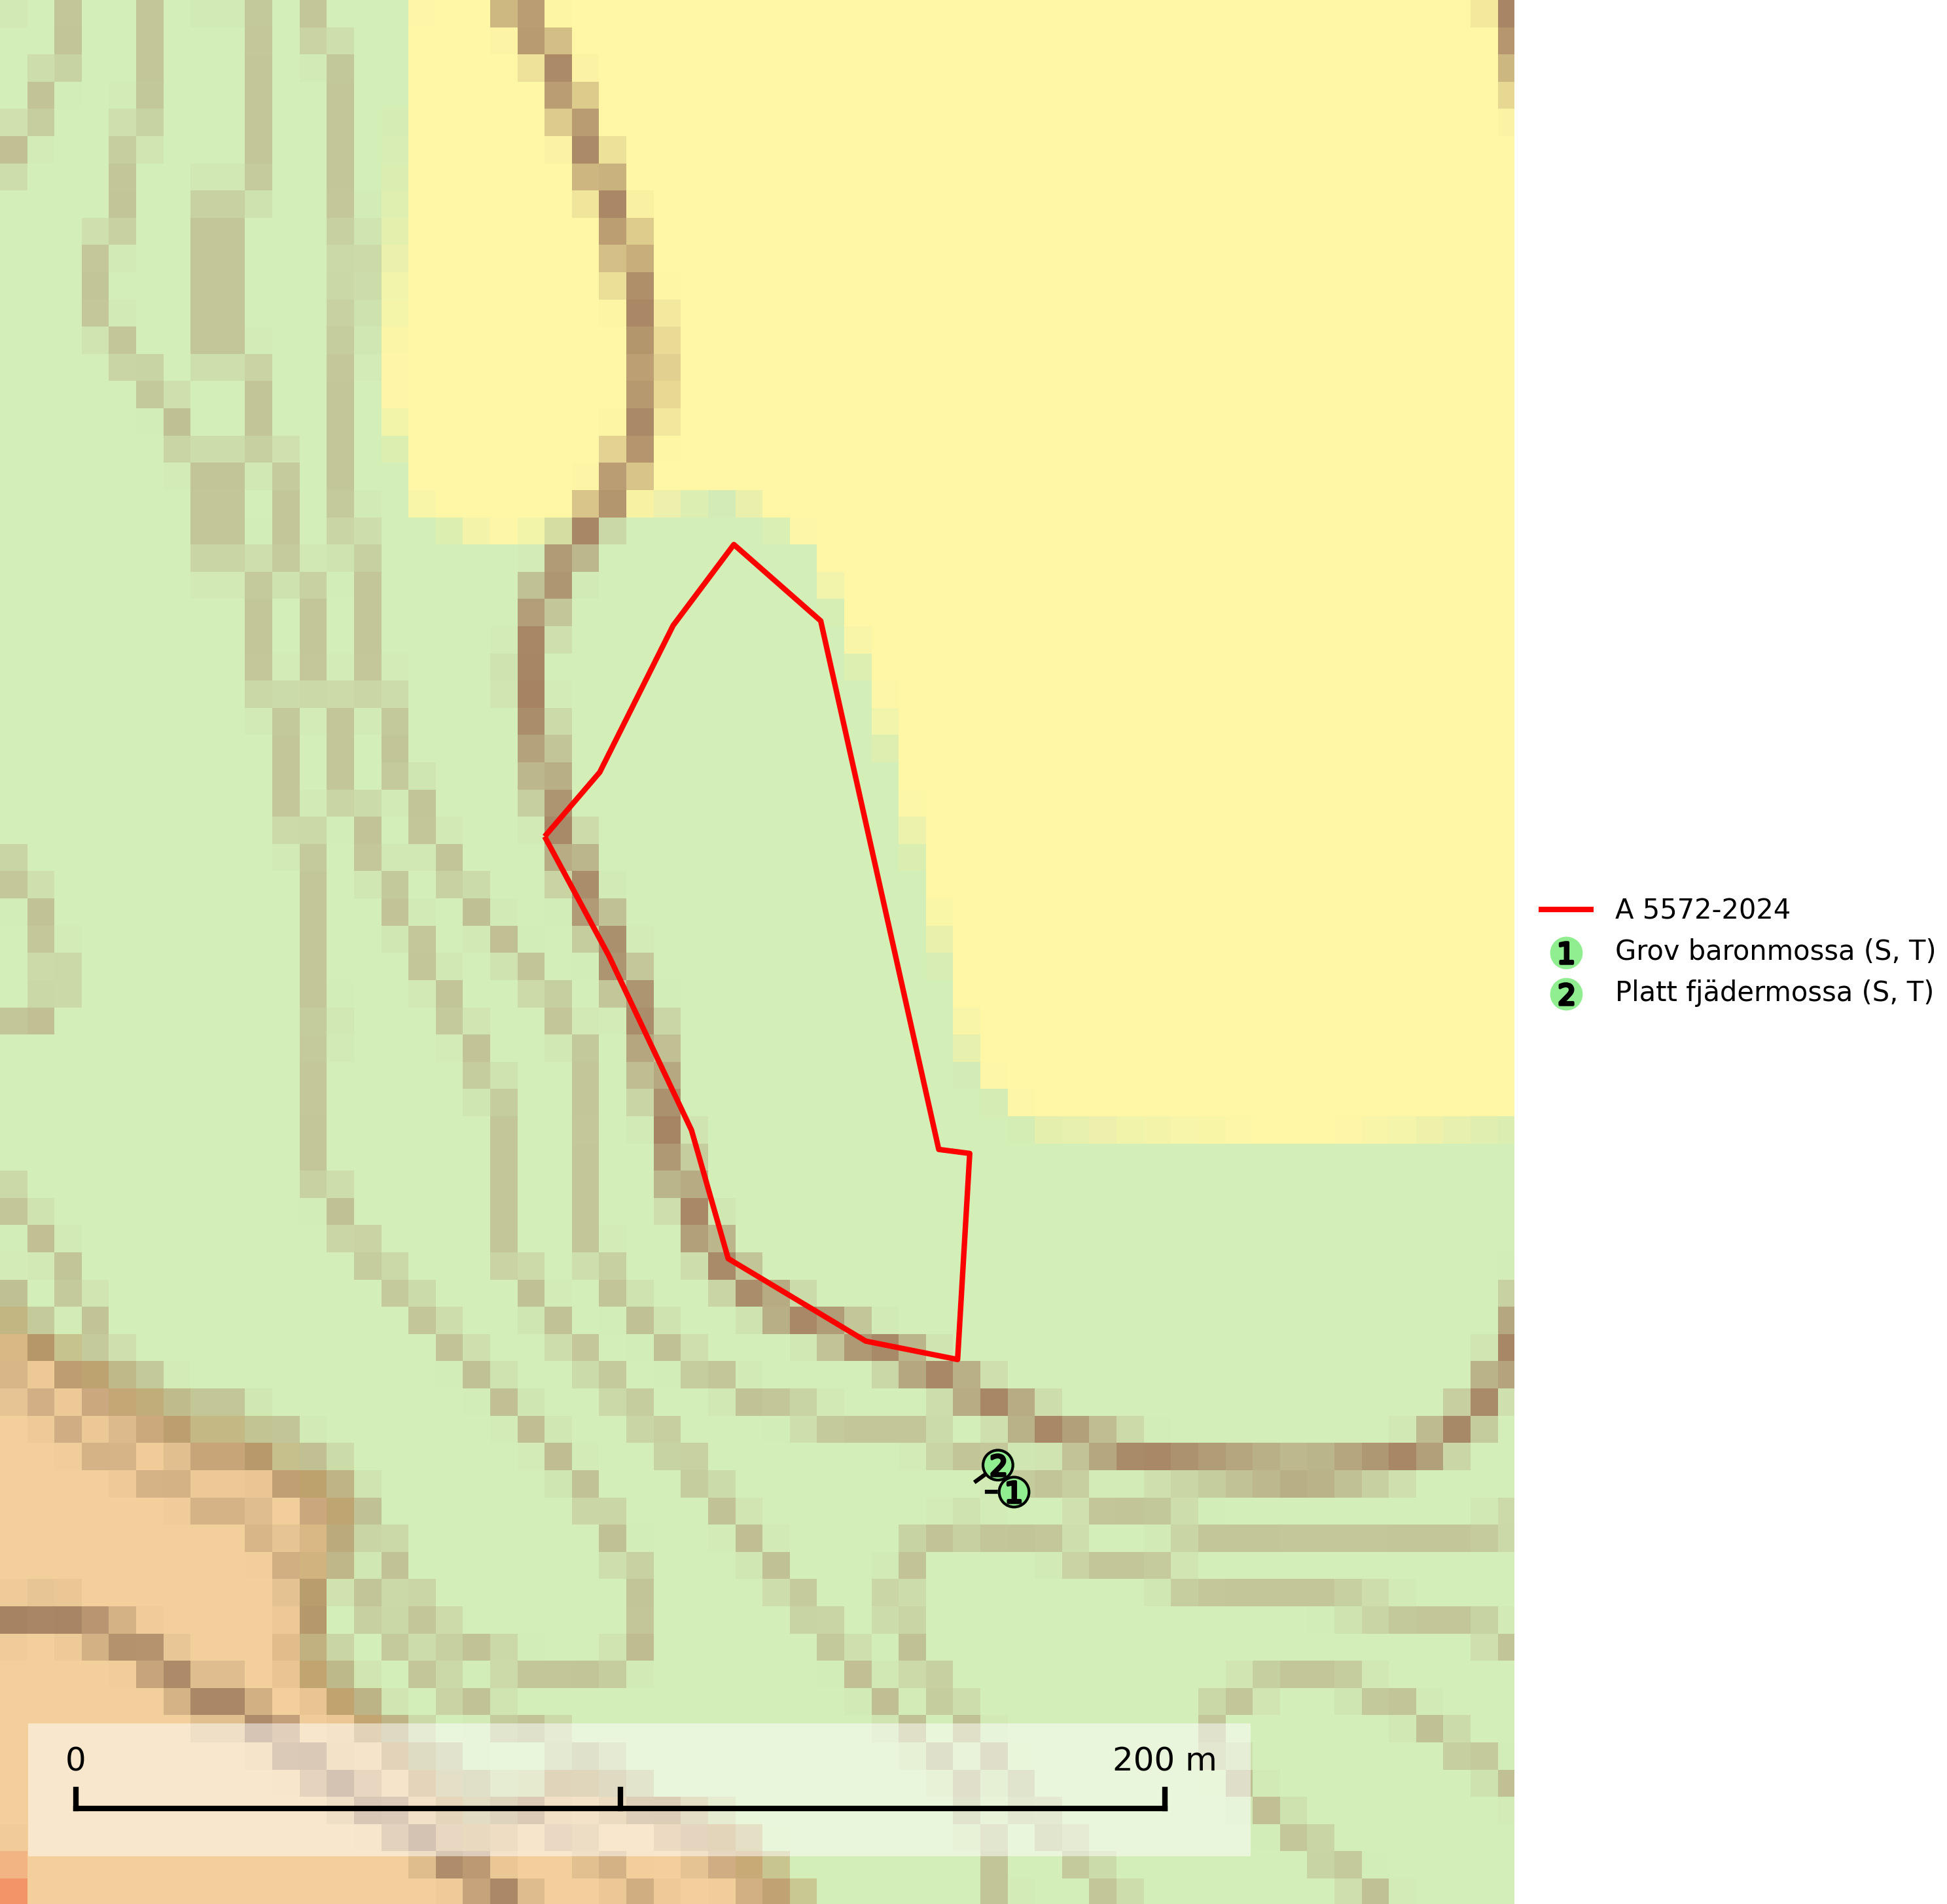 A 5572-2024
1 Grov baronmossa (S, T)
2 Platt fjädermossa (S, T)
2
1
0 200 m